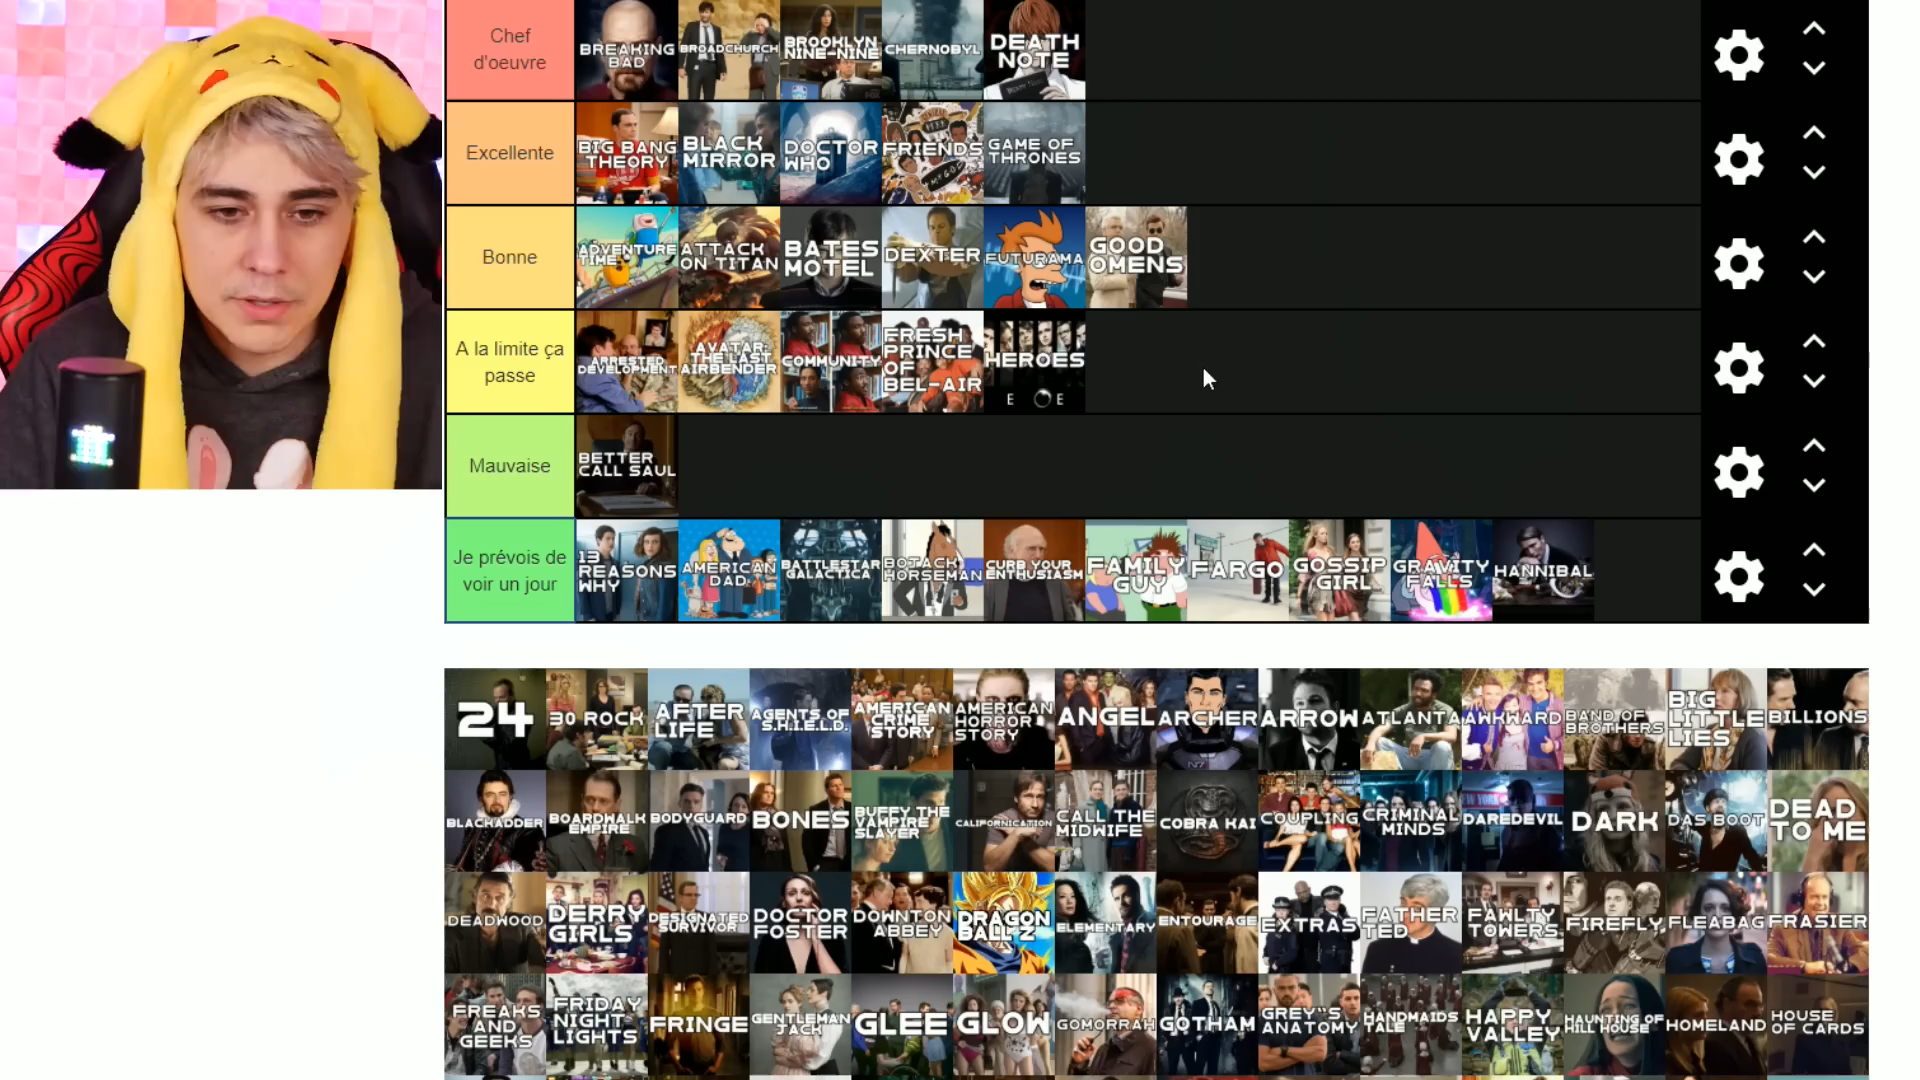 Chef
d'oeuvre
BREAKING
BAD
BROADCHURCH
BROOKLYN
NINE-NINE
CHERNOBYL
DEATH
NOTE
Excellente
BIG BANG
THEORY
BLACK
MIRROR
DOCTOR
WHO
FRIENDS
GAME OF
THRONES
Bonne
ADVENTURE
TIME
ATTACK
ON TITAN
BATES
MOTEL
DEXTER
FUTURAMA
GOOD
OMENS
A la limite ça
passe
ARRESTED
DEVELOPMENT
AVATAR:
THE LAST
AIRBENDER
COMMUNITY
FRESH
PRINCE
OF
BEL-AIR
HEROES
Mauvaise
BETTER
CALL SAUL
Je prévois de
voir un jour
13
REASONS
WHY
AMERICAN
DAD
BATTLESTAR
GALACTICA
BOJACK
HORSEMAN
CURB YOUR
ENTHUSIASM
FAMILY
GUY
FARGO
GOSSIP
GIRL
GRAVITY
FALLS
HANNIBAL
24
30 ROCK
AFTER
LIFE
AGENTS OF
S.H.I.E.L.D.
AMERICAN
CRIME
STORY
AMERICAN
HORROR
STORY
ANGEL
ARCHER
ARROW
ATLANTA
AWKWARD
BAND OF
BROTHERS
BIG
LITTLE
LIES
BILLIONS
BLACKADDER
BOARDWALK
EMPIRE
BODYGUARD
BONES
BUFFY THE
VAMPIRE
SLAYER
CALIFORNICATION
CALL THE
MIDWIFE
COBRA KAI
COUPLING
CRIMINAL
MINDS
DAREDEVIL
DARK
DAS BOOT
DEAD
TO ME
DEADWOOD
DERRY
GIRLS
DESIGNATED
SURVIVOR
DOCTOR
FOSTER
DOWNTON
ABBEY
DRAGON
BALL Z
ELEMENTARY
ENTOURAGE
EXTRAS
FATHER
TED
FAWLTY
TOWERS
FIREFLY
FLEABAG
FRASIER
FREAKS
AND
GEEKS
FRIDAY
NIGHT
LIGHTS
FRINGE
GENTLEMAN
JACK
GLEE
GLOW
GOMORRAH
GOTHAM
GREY"S
ANATOMY
HANDMAIDS
TALE
HAPPY
VALLEY
HAUNTING OF
HILL HOUSE
HOMELAND
HOUSE
OF CARDS